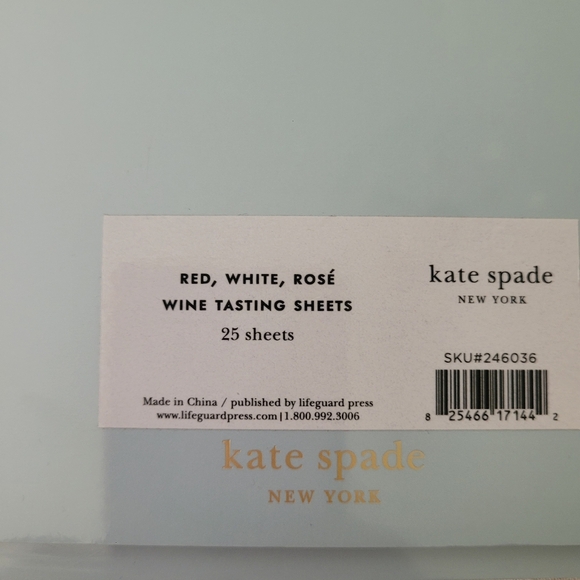 RED, WHITE, ROSÉ
WINE TASTING SHEETS
25 sheets
Made in China / published by lifeguard press
www.lifeguardpress.com | 1.800.992.3006
kate spade
NEW YORK
SKU#246036
8 25466 17144 2
kate spade
NEW YORK